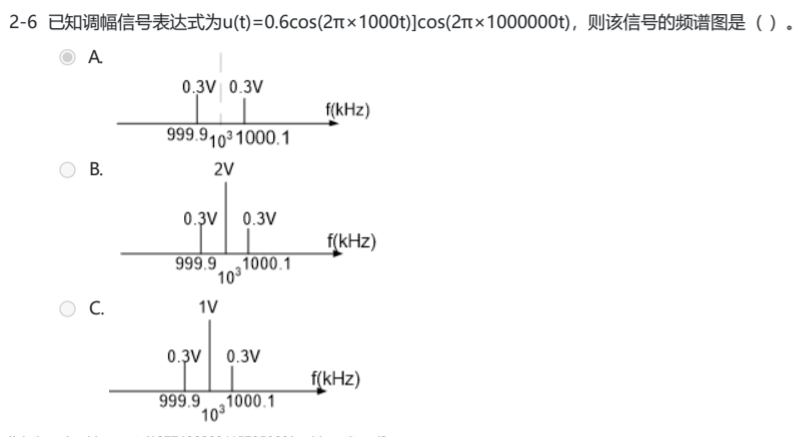 2-6 已知调幅信号表达式为u(t)=0.6cos(2π×1000t)]cos(2π×1000000t)，则该信号的频谱图是（ ）。
A.
0.3V 0.3V
f(kHz)
999.9 10³ 1000.1
B.
2V
0.3V 0.3V
f(kHz)
999.9 10³ 1000.1
C.
1V
0.3V 0.3V
f(kHz)
999.9 10³ 1000.1